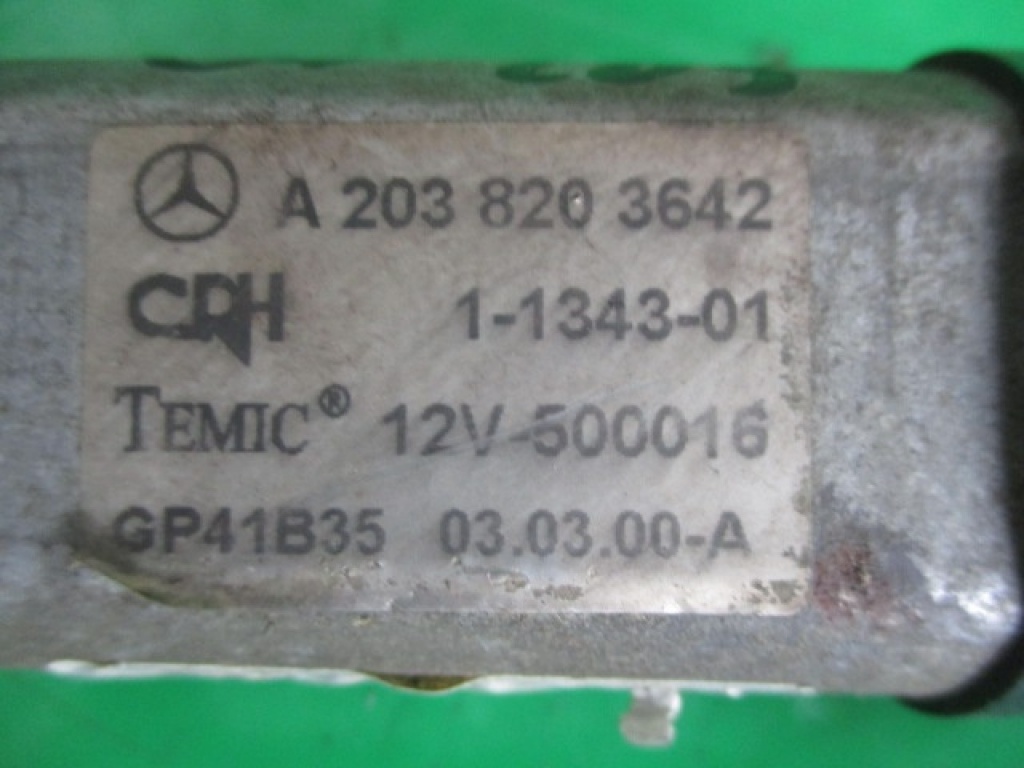 A 203 820 3642
CPH 1-1343-01
TEMIC® 12V-500016
GP41B35 03.03.00-A